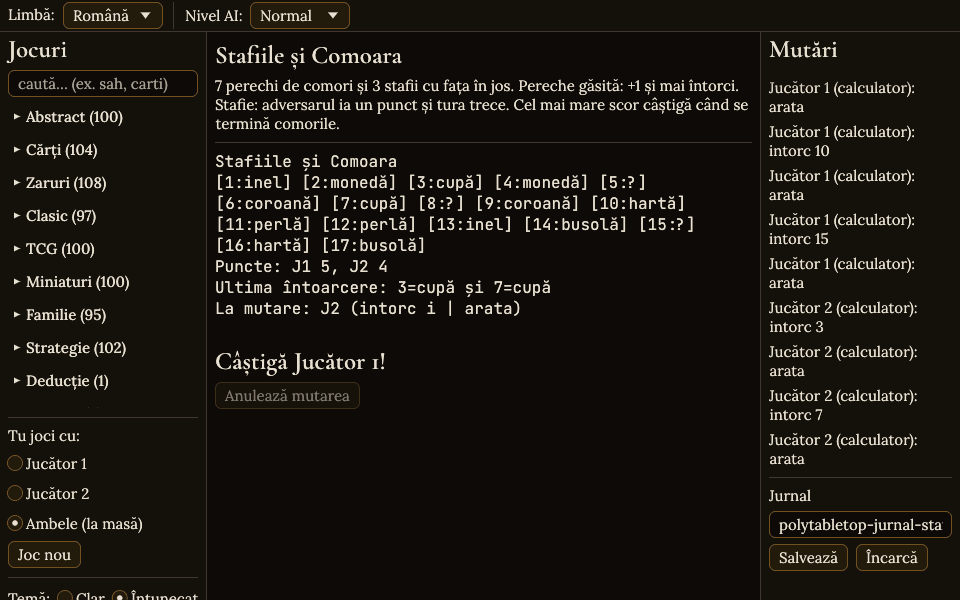 Limbă:
Română
Nivel AI:
Normal
Jocuri
caută... (ex. sah, carti)
Abstract (100)
Cărți (104)
Zaruri (108)
Clasic (97)
TCG (100)
Miniaturi (100)
Familie (95)
Strategie (102)
Deducție (1)
Tu joci cu:
Jucător 1
Jucător 2
Ambele (la masă)
Joc nou
Temă:
Clar
Întunecat
Stafiile și Comoara
7 perechi de comori și 3 stafii cu fața în jos. Pereche găsită: +1 și mai întorci.
Stafie: adversarul ia un punct și tura trece. Cel mai mare scor câștigă când se
termină comorile.
Stafiile și Comoara
[1:inel] [2:monedă] [3:cupă] [4:monedă] [5:?]
[6:coroană] [7:cupă] [8:?] [9:coroană] [10:hartă]
[11:perlă] [12:perlă] [13:inel] [14:busolă] [15:?]
[16:hartă] [17:busolă]
Puncte: J1 5, J2 4
Ultima întoarcere: 3=cupă și 7=cupă
La mutare: J2 (intorc i | arata)
Câștigă Jucător 1!
Anulează mutarea
Mutări
Jucător 1 (calculator):
arata
Jucător 1 (calculator):
intorc 10
Jucător 1 (calculator):
arata
Jucător 1 (calculator):
intorc 15
Jucător 1 (calculator):
arata
Jucător 2 (calculator):
intorc 3
Jucător 2 (calculator):
arata
Jucător 2 (calculator):
intorc 7
Jucător 2 (calculator):
arata
Jurnal
polytabletop-jurnal-sta
Salvează
Încarcă